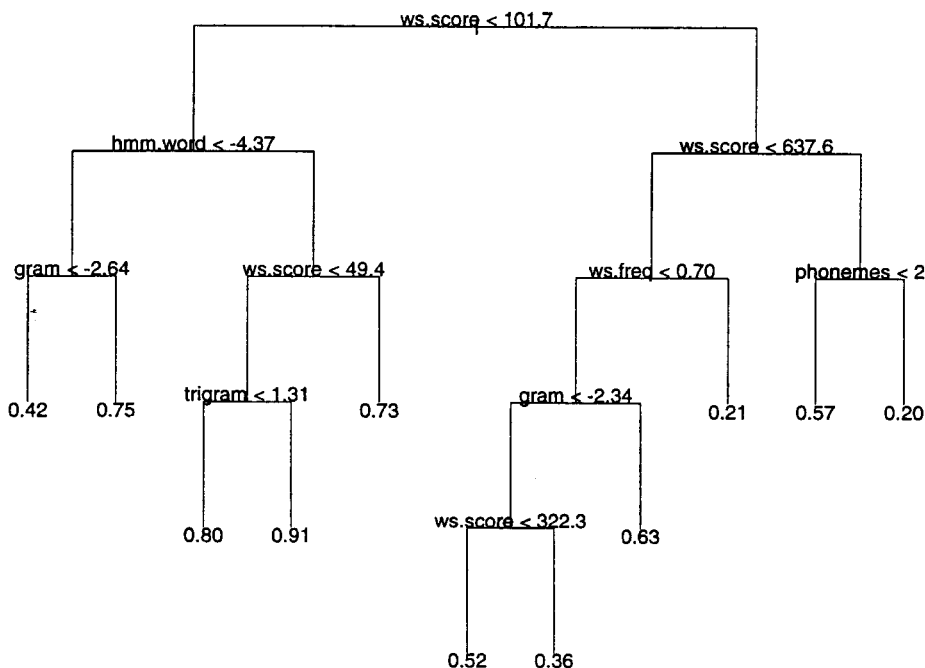 ws.score < 101.7
hmm.word < -4.37
ws.score < 637.6
gram < -2.64
ws.score < 49.4
ws.freq < 0.70
phonemes < 2
0.42
0.75
trigram < 1.31
0.73
gram < -2.34
0.21
0.57
0.20
0.80
0.91
ws.score < 322.3
0.63
0.52
0.36